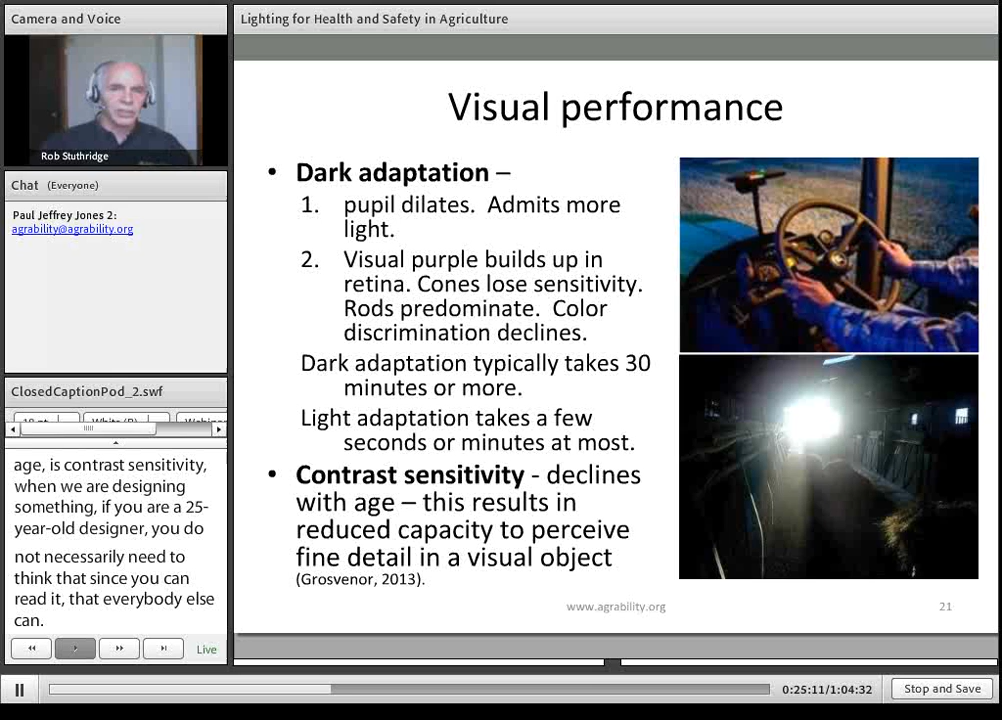 Camera and Voice
Rob Stuthridge
Chat (Everyone)
Paul Jeffrey Jones 2:
agrability@agrability.org
ClosedCaptionPod_2.swf
age, is contrast sensitivity,
when we are designing
something, if you are a 25-
year-old designer, you do
not necessarily need to
think that since you can
read it, that everybody else
can.
Live
Lighting for Health and Safety in Agriculture
Visual performance
• Dark adaptation –
1. pupil dilates. Admits more
light.
2. Visual purple builds up in
retina. Cones lose sensitivity.
Rods predominate. Color
discrimination declines.
Dark adaptation typically takes 30
minutes or more.
Light adaptation takes a few
seconds or minutes at most.
• Contrast sensitivity - declines
with age – this results in
reduced capacity to perceive
fine detail in a visual object
(Grosvenor, 2013).
www.agrability.org
21
0:25:11/1:04:32
Stop and Save